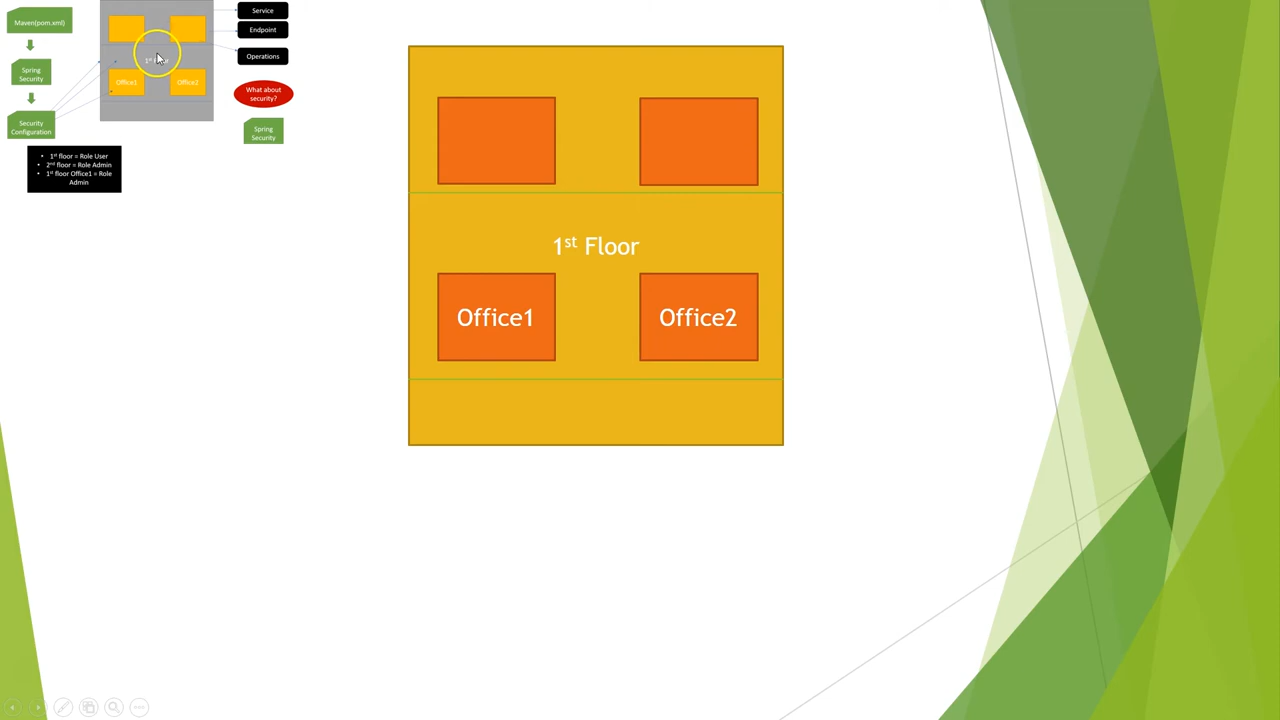 Maven(pom.xml)
Spring
Security
Security
Configuration
Office1
Office2
Service
Endpoint
Operations
What about
security?
Spring
Security
• 1st floor = Role User
• 2nd floor = Role Admin
• 1st floor Office1 = Role
Admin
1st Floor
Office1
Office2